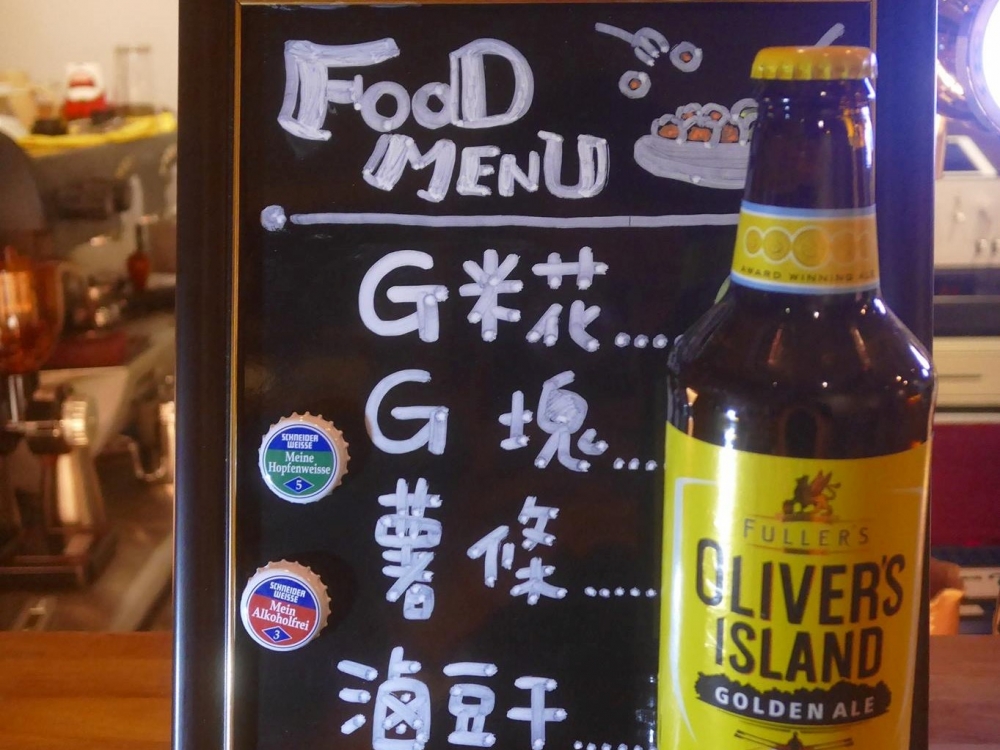 FOOD
MENU
G米花......
G 塊......
薯條......
滷豆干......
SCHNEIDER
WEISSE
Meine
Hopfenweisse
5
SCHNEIDER
WEISSE
Mein
Alkoholfrei
3
AWARD WINNING ALE
FULLER'S
OLIVER'S
ISLAND
GOLDEN ALE